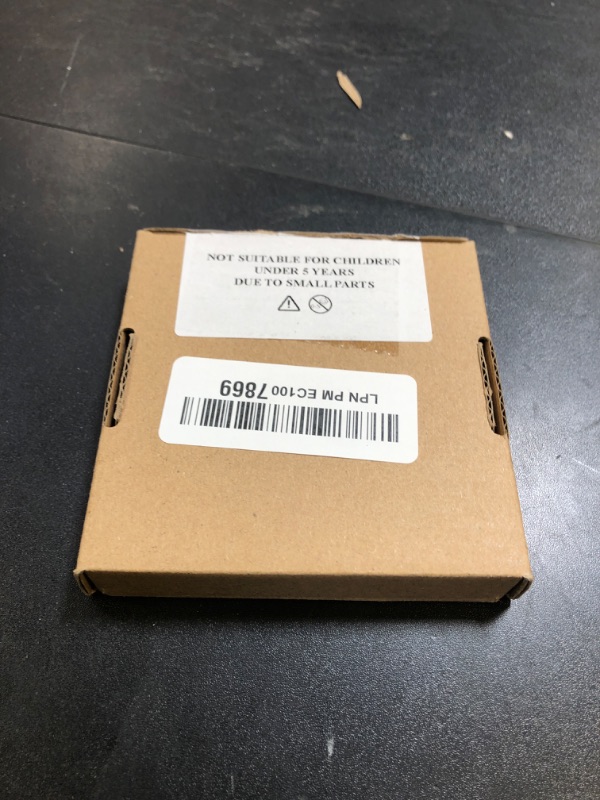 NOT SUITABLE FOR CHILDREN
UNDER 5 YEARS
DUE TO SMALL PARTS
LPN PM EC100 7869